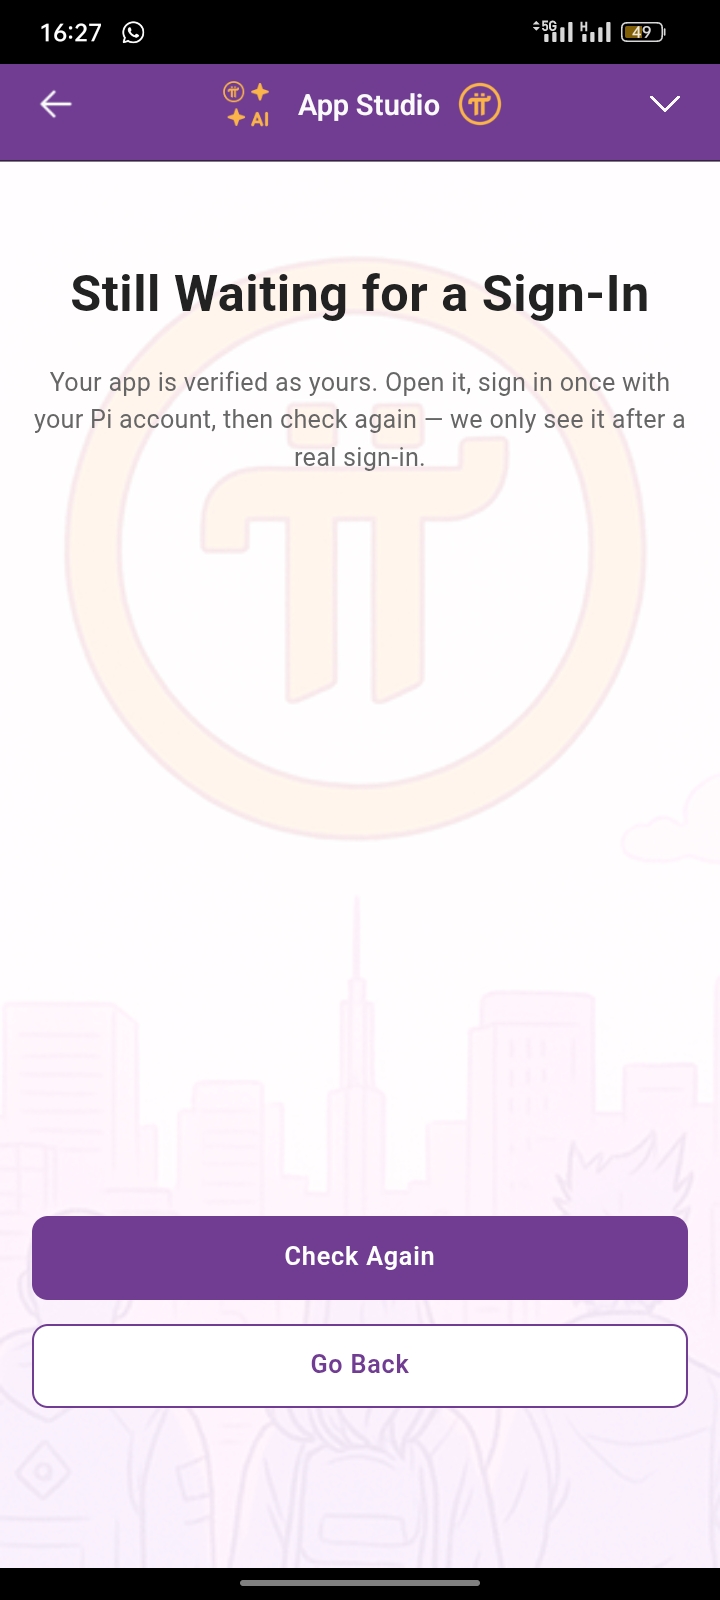 16:27
5G H 49
AI
App Studio
Still Waiting for a Sign-In
Your app is verified as yours. Open it, sign in once with
your Pi account, then check again — we only see it after a
real sign-in.
Check Again
Go Back